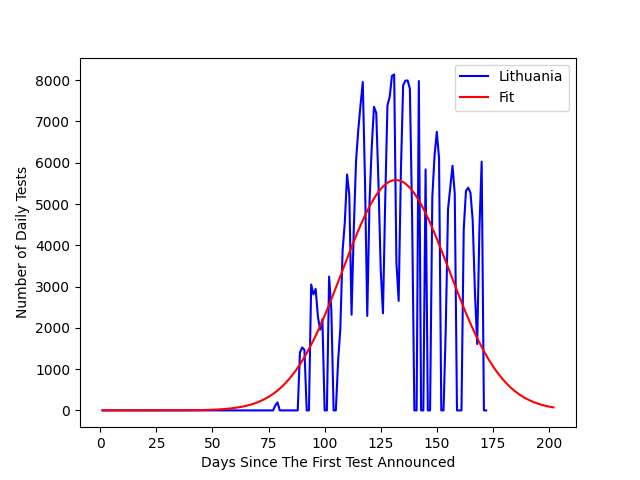 Lithuania
Fit
8000
7000
6000
5000
4000
3000
2000
1000
0
Number of Daily Tests
0 25 50 75 100 125 150 175 200
Days Since The First Test Announced